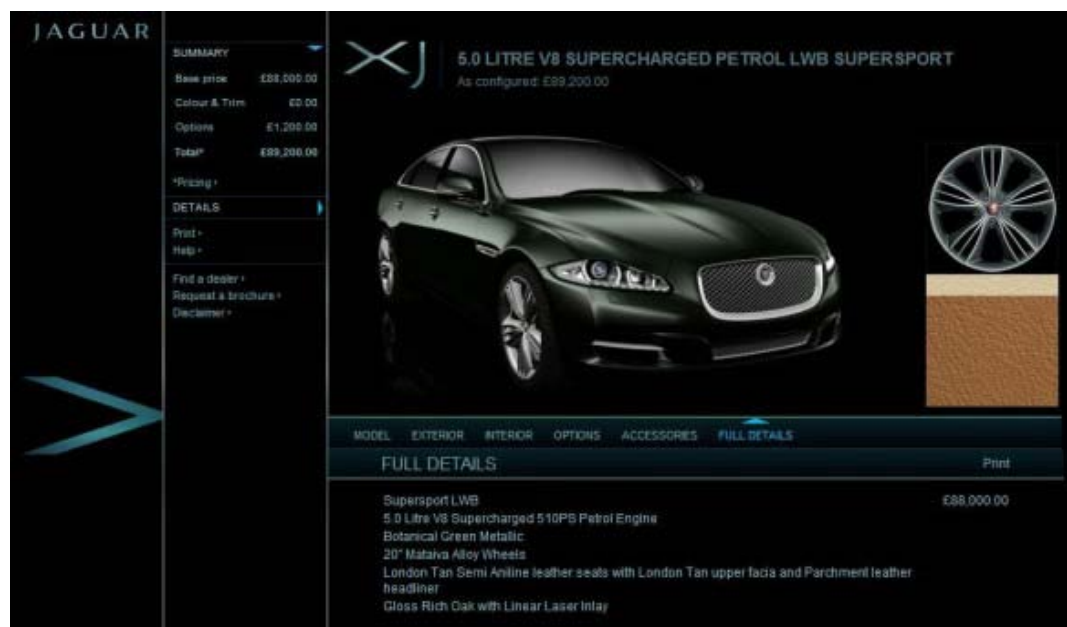 JAGUAR
SUMMARY
Base price £88,000.00
Colour & Trim £0.00
Options £1,200.00
Total* £89,200.00
*Pricing
DETAILS
Print
Help
Find a dealer
Request a brochure
Disclaimer
XJ
5.0 LITRE V8 SUPERCHARGED PETROL LWB SUPERSPORT
As configured: £89,200.00
MODEL EXTERIOR INTERIOR OPTIONS ACCESSORIES FULL DETAILS
FULL DETAILS Print
Supersport LWB £88,000.00
5.0 Litre V8 Supercharged 510PS Petrol Engine
Botanical Green Metallic
20" Mataiva Alloy Wheels
London Tan Semi Aniline leather seats with London Tan upper facia and Parchment leather
headliner
Gloss Rich Oak with Linear Laser Inlay